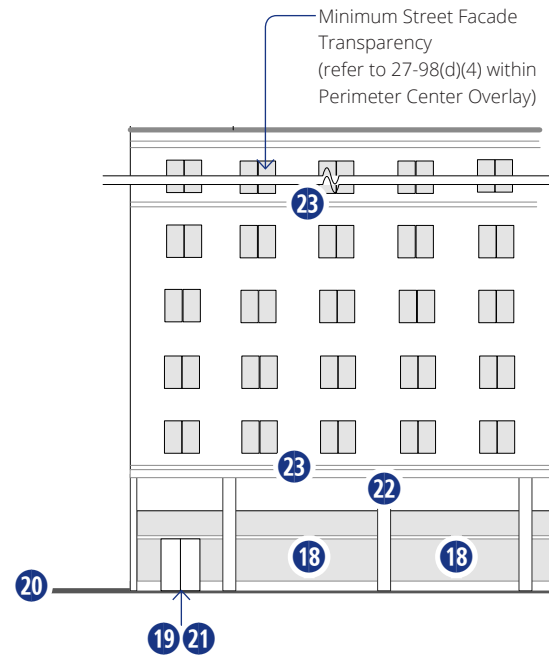 Minimum Street Facade
Transparency
(refer to 27-98(d)(4) within
Perimeter Center Overlay)
23
23
22
18 18
20
19 21